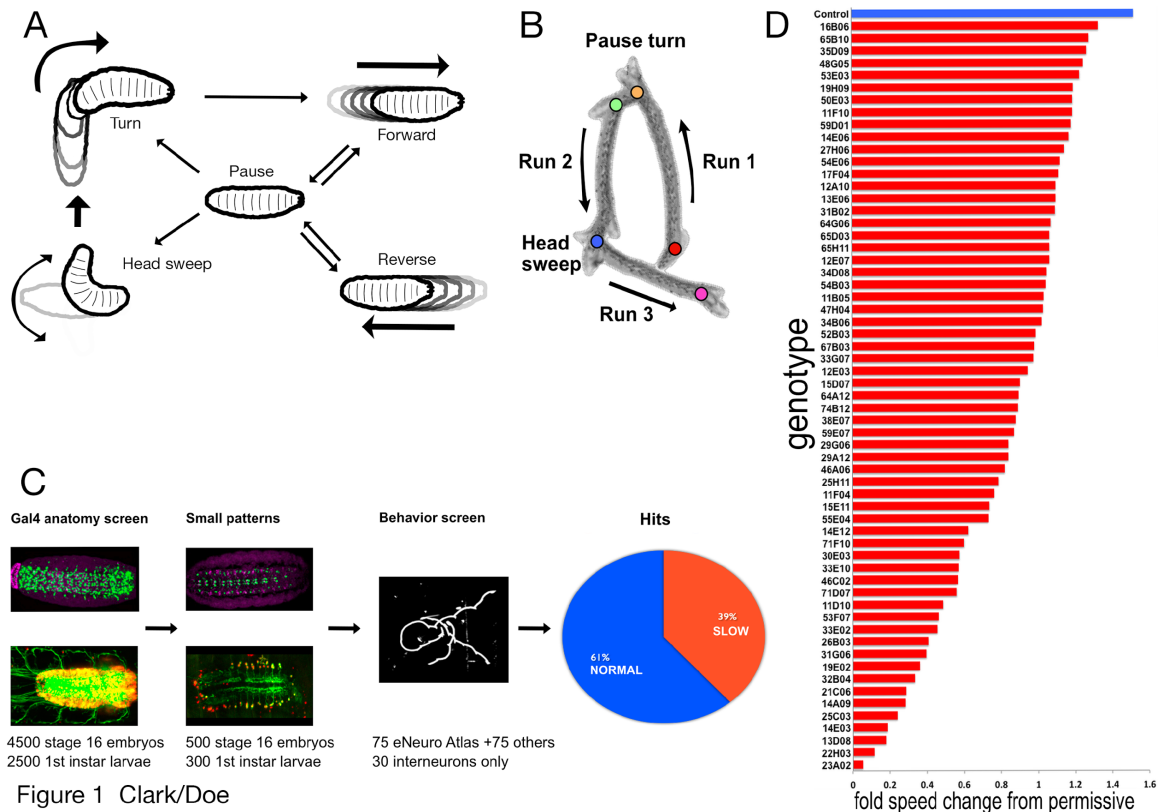 A
Turn
Forward
Pause
Head sweep
Reverse
B
Pause turn
Run 2
Run 1
Head
sweep
Run 3
C
Gal4 anatomy screen
Small patterns
Behavior screen
Hits
39%
SLOW
61%
NORMAL
4500 stage 16 embryos
2500 1st instar larvae
500 stage 16 embryos
300 1st instar larvae
75 eNeuro Atlas +75 others
30 interneurons only
Figure 1 Clark/Doe
D
genotype
Control
16B06
65B10
35D09
48G05
53E03
19H09
50E03
11F10
59D01
14E06
27H06
54E06
17F04
12A10
13E06
31B02
64G06
65D03
65H11
12E07
34D08
54B03
11B05
47H04
34B06
52B03
67B03
33G07
12E03
15D07
64A12
74B12
38E07
59E07
29G06
29A12
46A06
25H11
11F04
15E11
55E04
14E12
71F10
30E03
33E10
46C02
71D07
11D10
53F07
33E02
26B03
31G06
19E02
32B04
21C06
14A09
25C03
14E03
13D08
22H03
23A02
0 0.2 0.4 0.6 0.8 1 1.2 1.4 1.6
fold speed change from permissive